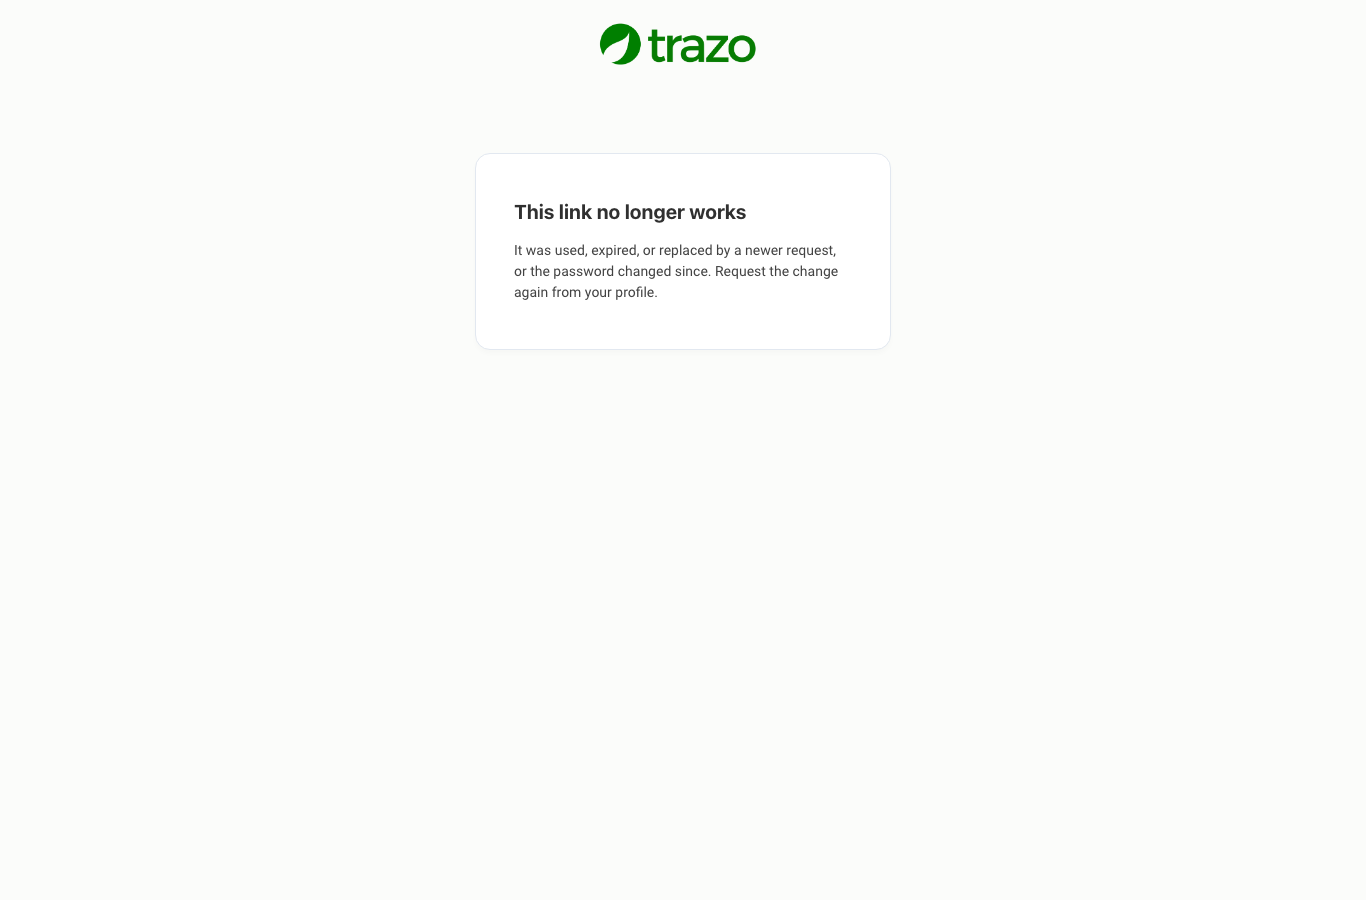 trazo
This link no longer works
It was used, expired, or replaced by a newer request,
or the password changed since. Request the change
again from your profile.